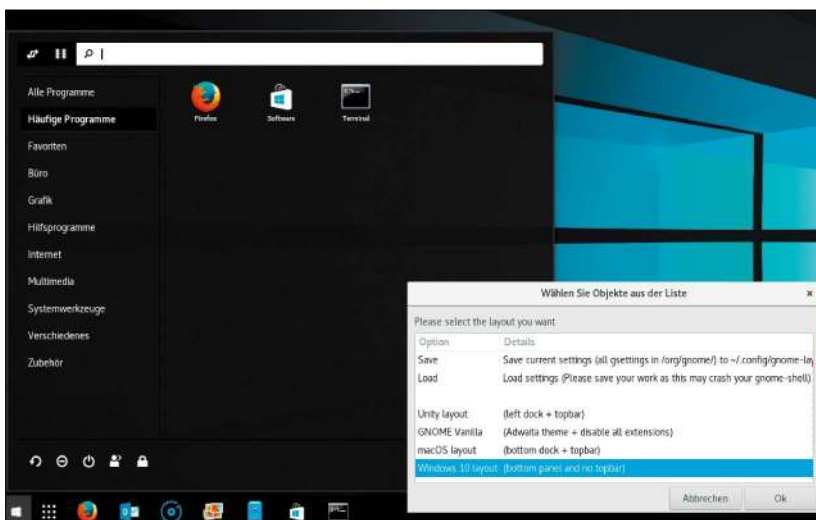 Alle Programme
Häufige Programme
Favoriten
Büro
Grafik
Hilfsprogramme
Internet
Multimedia
Systemwerkzeuge
Verschiedenes
Zubehör
Firefox
Software
Terminal
Wählen Sie Objekte aus der Liste
Please select the layout you want
Option Details
Save Save current settings (all gsettings in /org/gnome/) to ~/.config/gnome-lay
Load Load settings (Please save your work as this may crash your gnome-shell)
Unity layout (left dock + topbar)
GNOME Vanilla (Adwaita theme + disable all extensions)
macOS layout (bottom dock + topbar)
Windows 10 layout (bottom panel and no topbar)
Abbrechen Ok